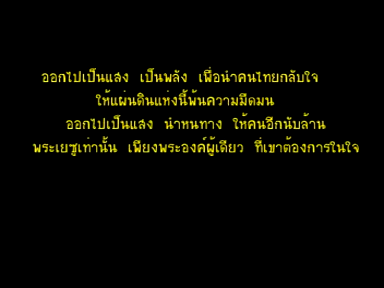 ออกไปเป็นแสง เป็นพลัง เพื่อนำคนไทยกลับใจ
ให้แผ่นดินแห่งนี้พ้นความมืดมน
ออกไปเป็นแสง นำหนทาง ให้คนอีกนับล้าน
พระเยซูเท่านั้น เพียงพระองค์ผู้เดียว ที่เขาต้องการในใจ